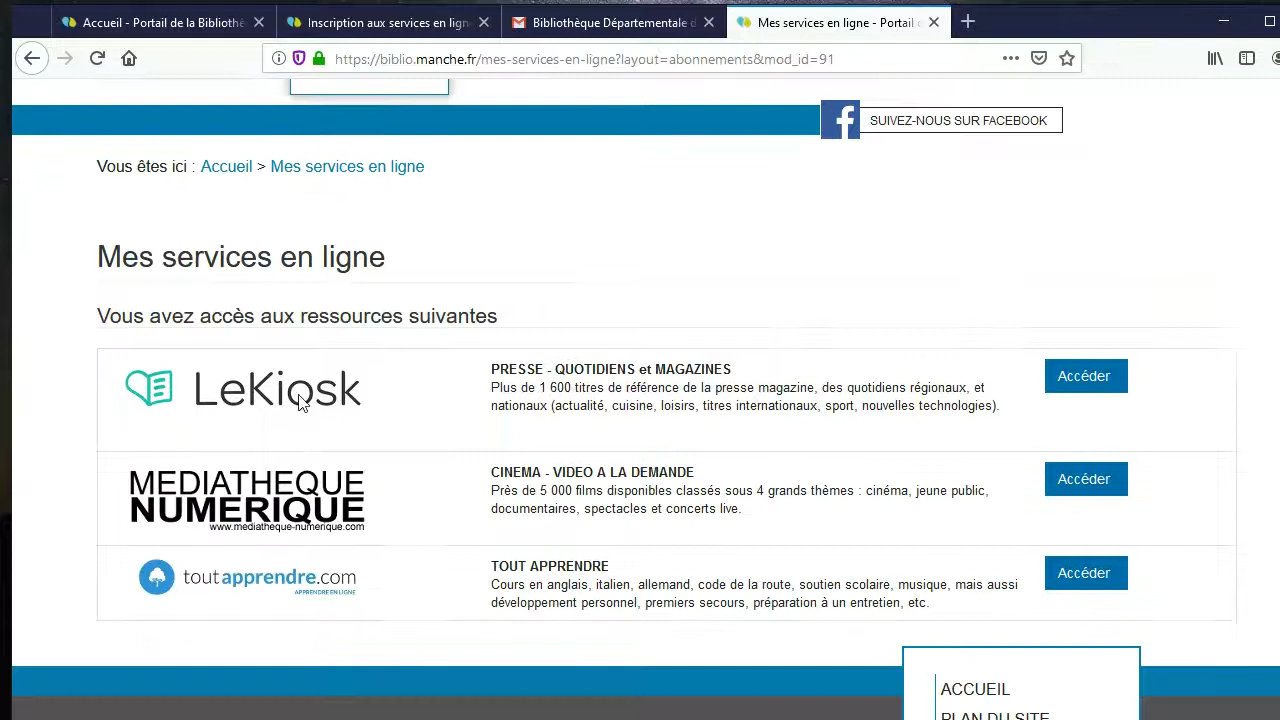 Accueil - Portail de la Bibliothè
Inscription aux services en lign
Bibliothèque Départementale d
Mes services en ligne - Portail d
https://biblio.manche.fr/mes-services-en-ligne?layout=abonnements&mod_id=91
SUIVEZ-NOUS SUR FACEBOOK
Vous êtes ici : Accueil > Mes services en ligne
Mes services en ligne
Vous avez accès aux ressources suivantes
LeKiosk
PRESSE - QUOTIDIENS et MAGAZINES
Plus de 1 600 titres de référence de la presse magazine, des quotidiens régionaux, et
nationaux (actualité, cuisine, loisirs, titres internationaux, sport, nouvelles technologies).
Accéder
MEDIATHEQUE
NUMERIQUE
www.mediatheque-numerique.com
CINEMA - VIDEO A LA DEMANDE
Près de 5 000 films disponibles classés sous 4 grands thèmes : cinéma, jeune public,
documentaires, spectacles et concerts live.
Accéder
toutapprendre.com
APPRENDRE EN LIGNE
TOUT APPRENDRE
Cours en anglais, italien, allemand, code de la route, soutien scolaire, musique, mais aussi
développement personnel, premiers secours, préparation à un entretien, etc.
Accéder
ACCUEIL
PLAN DU SITE